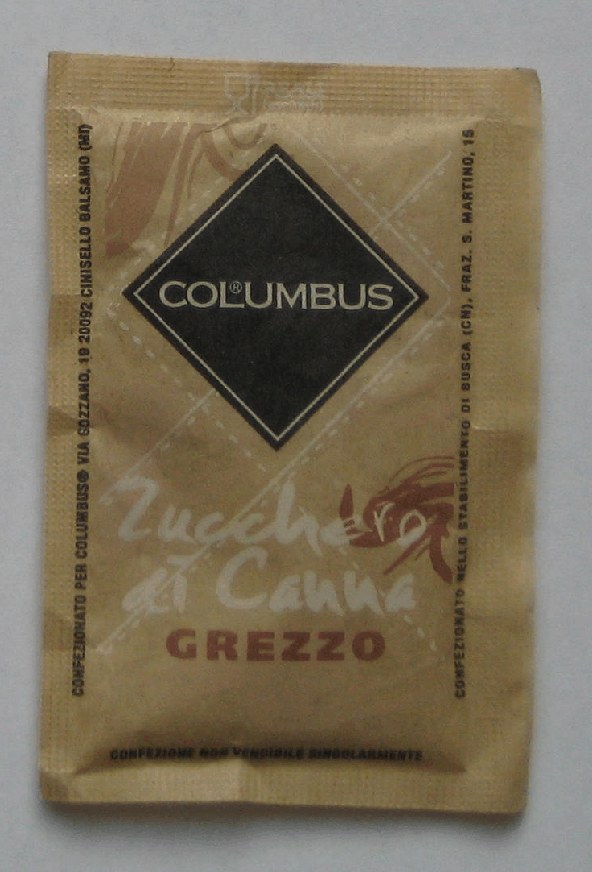 COLUMBUS
®
Zucchero
di Canna
GREZZO
CONFEZIONE NON VENDIBILE SINGOLARMENTE
CONFEZIONATO PER COLUMBUS® VIA GOZZANO, 19 20092 CINISELLO BALSAMO (MI)
CONFEZIONATO NELLO STABILIMENTO DI BUSCA (CN), FRAZ. S. MARTINO, 15